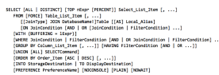 SELECT [ALL | DISTINCT] [TOP nExpr [PERCENT]] Select_List_Item [, ...]
FROM [FORCE] Table_List_Item [, ...]
[[JoinType] JOIN DatabaseName!]Table [[AS] Local_Alias]
[ON JoinCondition [AND | OR [JoinCondition | FilterCondition] ...]
[WITH (BUFFERING = lExpr)]
[WHERE JoinCondition | FilterCondition [AND | OR JoinCondition | FilterCondition] ...]
[GROUP BY Column_List_Item [, ...]] [HAVING FilterCondition [AND | OR ...]]
[UNION [ALL] SELECTCommand]
[ORDER BY Order_Item [ASC | DESC] [, ...]]
[INTO StorageDestination | TO DisplayDestination]
[PREFERENCE PreferenceName] [NOCONSOLE] [PLAIN] [NOWAIT]